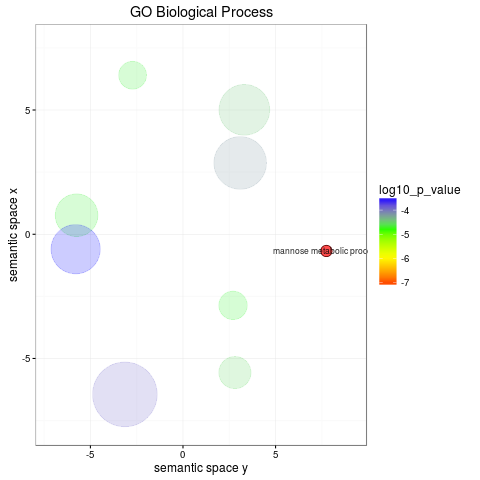 GO Biological Process
semantic space x
5
0
-5
mannose metabolic proc
-5
0
5
semantic space y
log10_p_value
-4
-5
-6
-7